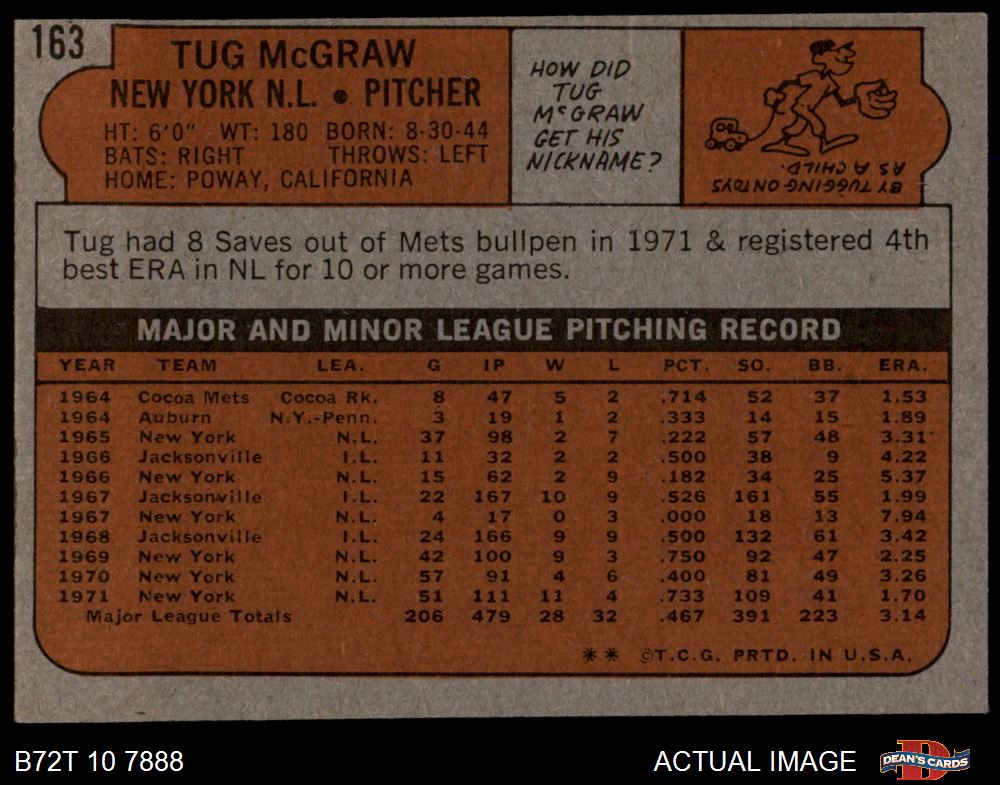 163
TUG McGRAW
NEW YORK N.L. • PITCHER
HT: 6'0" WT: 180 BORN: 8-30-44
BATS: RIGHT THROWS: LEFT
HOME: POWAY, CALIFORNIA
HOW DID
TUG
McGRAW
GET HIS
NICKNAME?
BY TUGGING ON TOYS
AS A CHILD.
Tug had 8 Saves out of Mets bullpen in 1971 & registered 4th
best ERA in NL for 10 or more games.
MAJOR AND MINOR LEAGUE PITCHING RECORD
YEAR TEAM LEA. G IP W L PCT. SO. BB. ERA.
1964 Cocoa Mets Cocoa Rk. 8 47 5 2 .714 52 37 1.53
1964 Auburn N.Y.-Penn. 3 19 1 2 .333 14 15 1.89
1965 New York N.L. 37 98 2 7 .222 57 48 3.31
1966 Jacksonville I.L. 11 32 2 2 .500 38 9 4.22
1966 New York N.L. 15 62 2 9 .182 34 25 5.37
1967 Jacksonville I.L. 22 167 10 9 .526 161 55 1.99
1967 New York N.L. 4 17 0 3 .000 18 13 7.94
1968 Jacksonville I.L. 24 166 9 9 .500 132 61 3.42
1969 New York N.L. 42 100 9 3 .750 92 47 2.25
1970 New York N.L. 57 91 4 6 .400 81 49 3.26
1971 New York N.L. 51 111 11 4 .733 109 41 1.70
Major League Totals 206 479 28 32 .467 391 223 3.14
** ©T.C.G. PRTD. IN U.S.A.
B72T 10 7888
ACTUAL IMAGE
D
DEAN'S CARDS